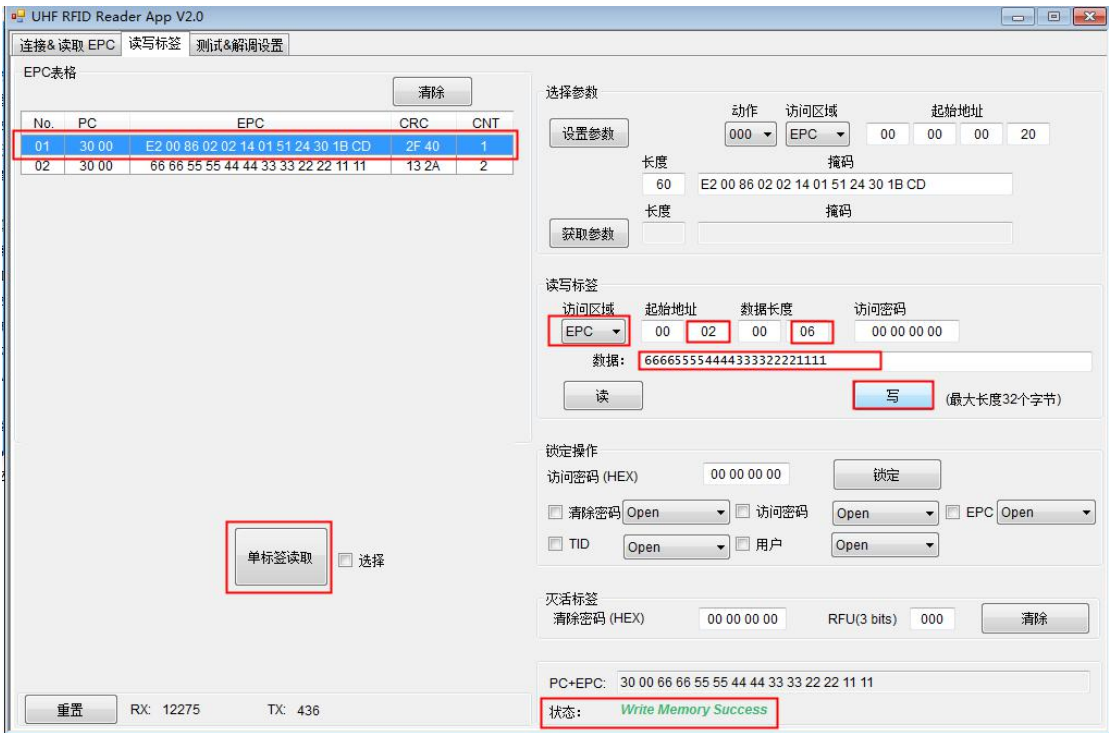 UHF RFID Reader App V2.0
连接&读取 EPC 读写标签 测试&解调设置
EPC表格
清除
No. PC EPC CRC CNT
01 30 00 E2 00 86 02 02 14 01 51 24 30 1B CD 2F 40 1
02 30 00 66 66 55 55 44 44 33 33 22 22 11 11 13 2A 2
单标签读取 选择
重置 RX: 12275 TX: 436
选择参数
动作 访问区域 起始地址
设置参数 000 EPC 00 00 00 20
长度 掩码
60 E2 00 86 02 02 14 01 51 24 30 1B CD
长度 掩码
获取参数
读写标签
访问区域 起始地址 数据长度 访问密码
EPC 00 02 00 06 00 00 00 00
数据: 666655554444333322221111
读 写 (最大长度32个字节)
锁定操作
访问密码 (HEX) 00 00 00 00 锁定
清除密码 Open 访问密码 Open EPC Open
TID Open 用户 Open
灭活标签
清除密码 (HEX) 00 00 00 00 RFU(3 bits) 000 清除
PC+EPC: 30 00 66 66 55 55 44 44 33 33 22 22 11 11
状态: Write Memory Success